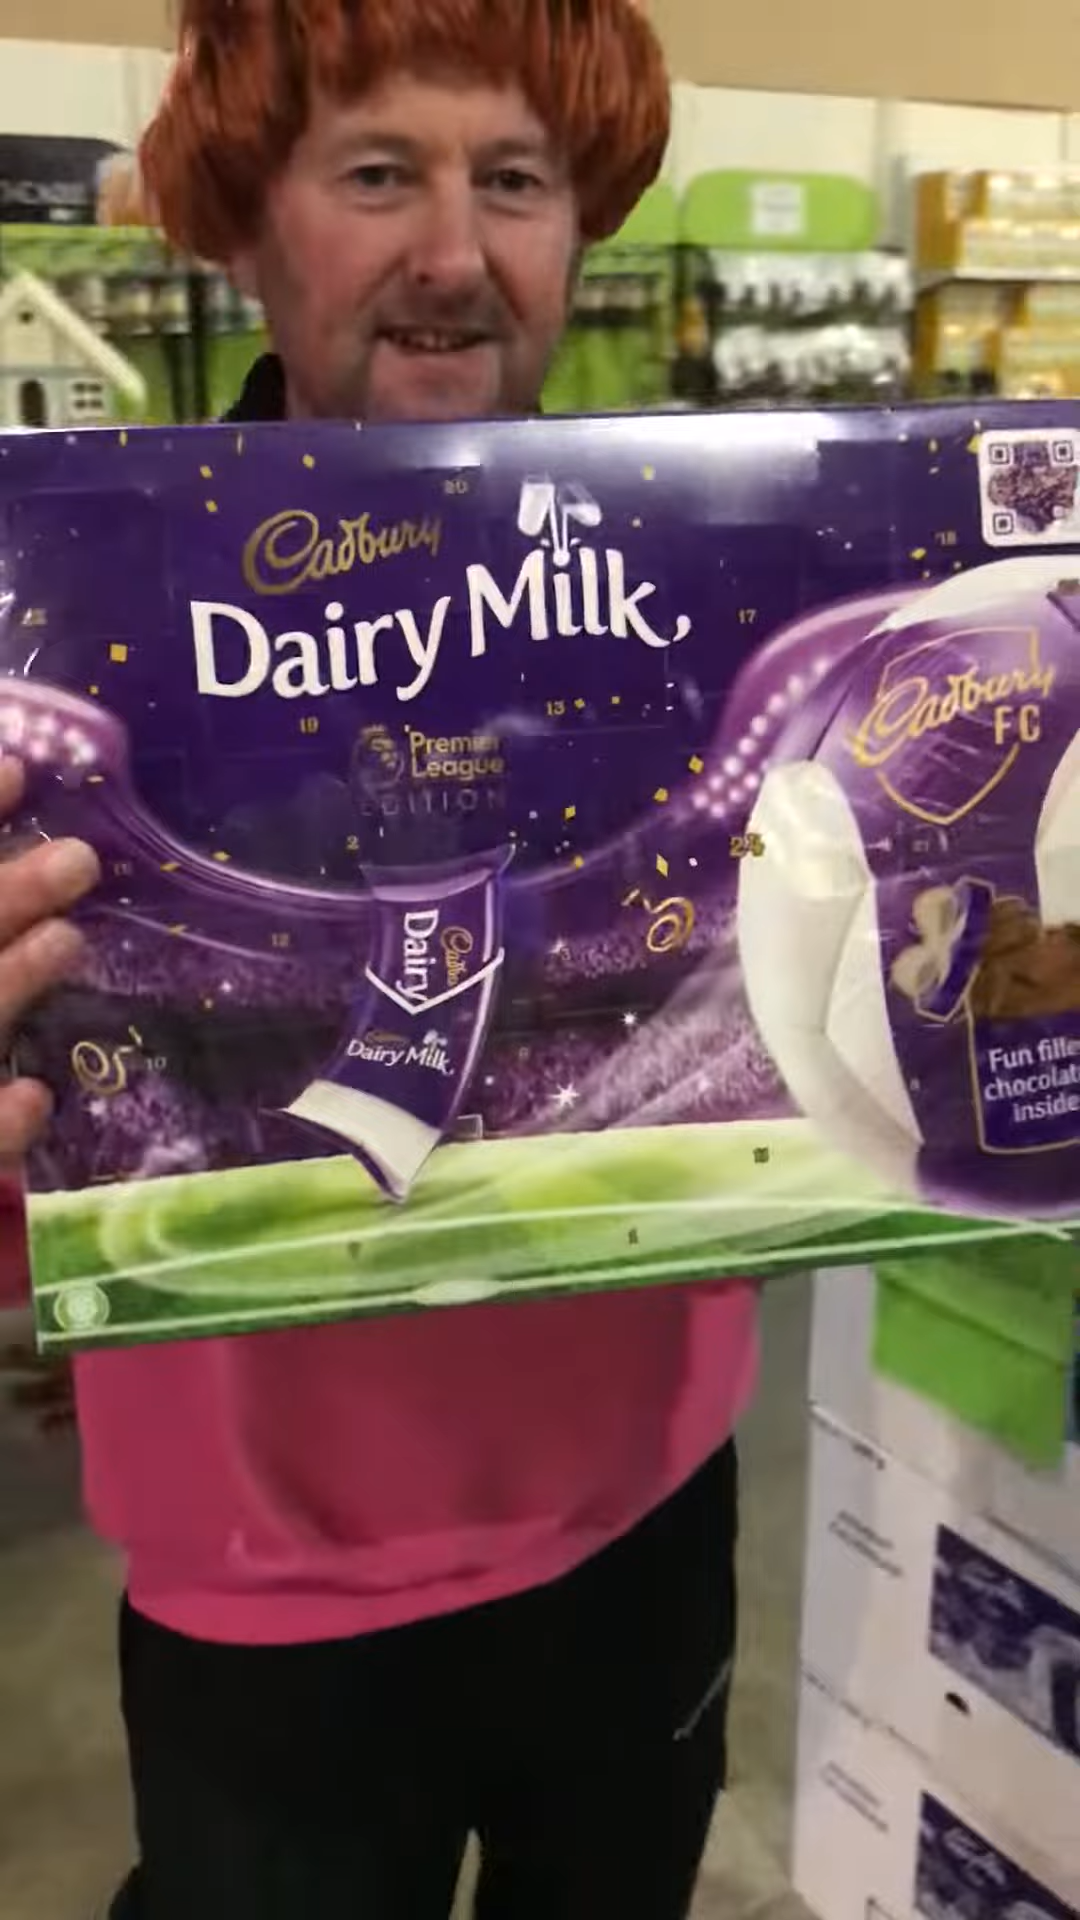 20
Cadbury
18
Dairy Milk
17
19
13
Premier
League
EDITION
Cadbury
FC
2
24
12
10
Dairy
Dairy Milk
Fun fille
chocolat
inside